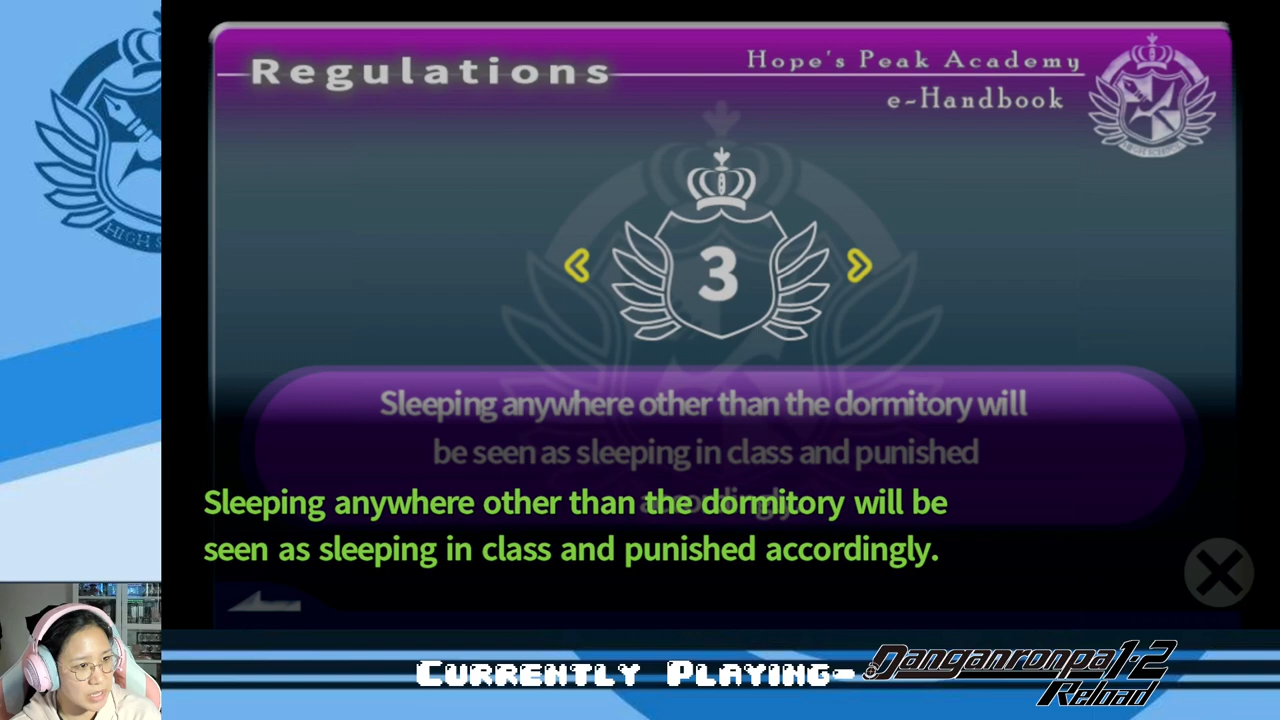 Regulations
Hope's Peak Academy
e-Handbook
3
Sleeping anywhere other than the dormitory will
be seen as sleeping in class and punished
accordingly.
Sleeping anywhere other than the dormitory will be
seen as sleeping in class and punished accordingly.
HIGH S
Currently Playing-
Danganronpa 1·2
Reload